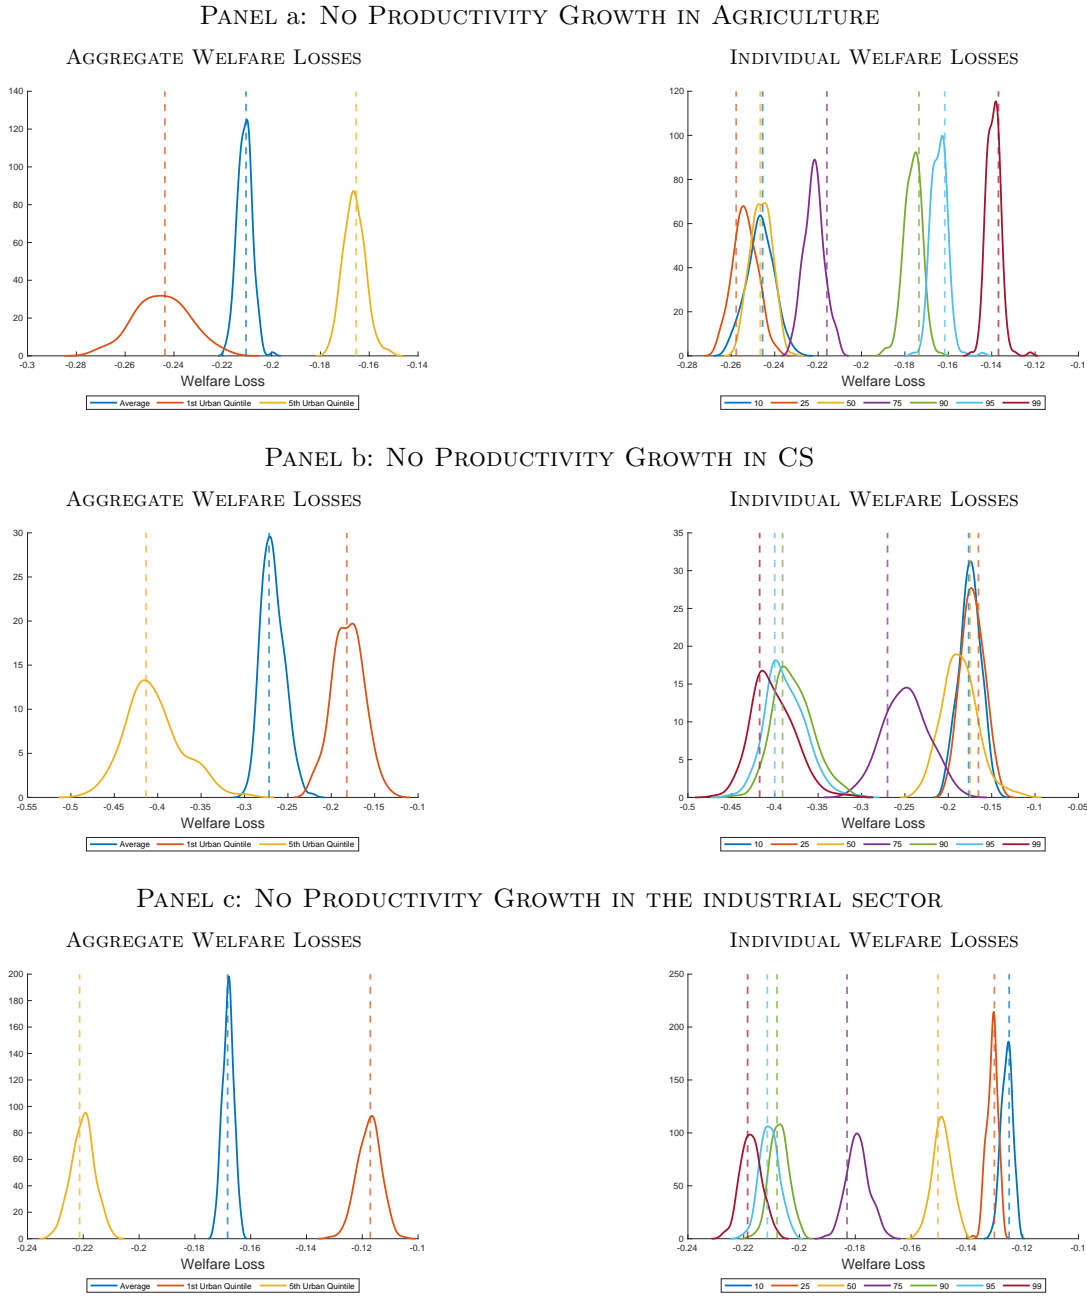 PANEL a: NO PRODUCTIVITY GROWTH IN AGRICULTURE
AGGREGATE WELFARE LOSSES
140
120
100
80
60
40
20
0
-0.3 -0.28 -0.26 -0.24 -0.22 -0.2 -0.18 -0.16 -0.14
Welfare Loss
Average 1st Urban Quintile 5th Urban Quintile
INDIVIDUAL WELFARE LOSSES
120
100
80
60
40
20
0
-0.28 -0.26 -0.24 -0.22 -0.2 -0.18 -0.16 -0.14 -0.12 -0.1
Welfare Loss
10 25 50 75 90 95 99
PANEL b: NO PRODUCTIVITY GROWTH IN CS
AGGREGATE WELFARE LOSSES
30
25
20
15
10
5
0
-0.55 -0.5 -0.45 -0.4 -0.35 -0.3 -0.25 -0.2 -0.15 -0.1
Welfare Loss
Average 1st Urban Quintile 5th Urban Quintile
INDIVIDUAL WELFARE LOSSES
35
30
25
20
15
10
5
0
-0.5 -0.45 -0.4 -0.35 -0.3 -0.25 -0.2 -0.15 -0.1 -0.05
Welfare Loss
10 25 50 75 90 95 99
PANEL c: NO PRODUCTIVITY GROWTH IN THE INDUSTRIAL SECTOR
AGGREGATE WELFARE LOSSES
200
180
160
140
120
100
80
60
40
20
0
-0.24 -0.22 -0.2 -0.18 -0.16 -0.14 -0.12 -0.1
Welfare Loss
Average 1st Urban Quintile 5th Urban Quintile
INDIVIDUAL WELFARE LOSSES
250
200
150
100
50
0
-0.24 -0.22 -0.2 -0.18 -0.16 -0.14 -0.12 -0.1
Welfare Loss
10 25 50 75 90 95 99